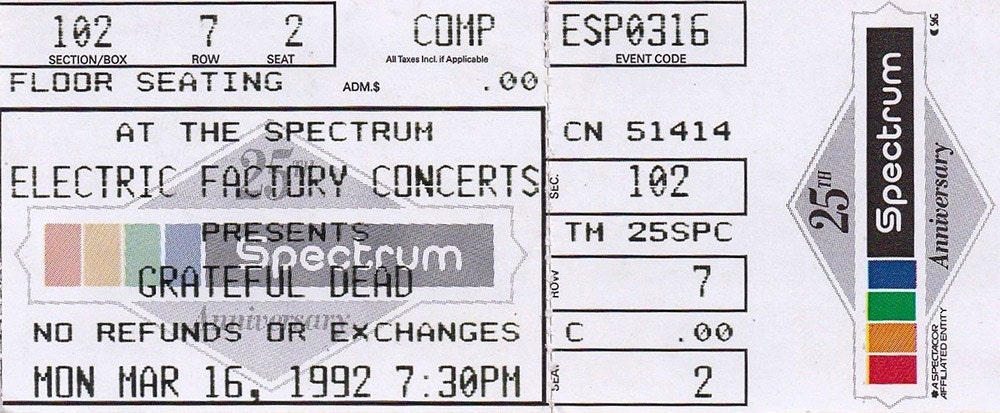 102 7 2 COMP
SECTION/BOX ROW SEAT All Taxes Incl. if Applicable
FLOOR SEATING ADM.$ .00
AT THE SPECTRUM
ELECTRIC FACTORY CONCERTS
PRESENTS
GRATEFUL DEAD
NO REFUNDS OR EXCHANGES
MON MAR 16, 1992 7:30PM
25TH
Spectrum
Anniversary
ESP0316
EVENT CODE
CN 51414
SEC. 102
TM 25SPC
ROW 7
C .00
SEAT 2
25TH
Spectrum
Anniversary
A SPECTACOR
AFFILIATED ENTITY